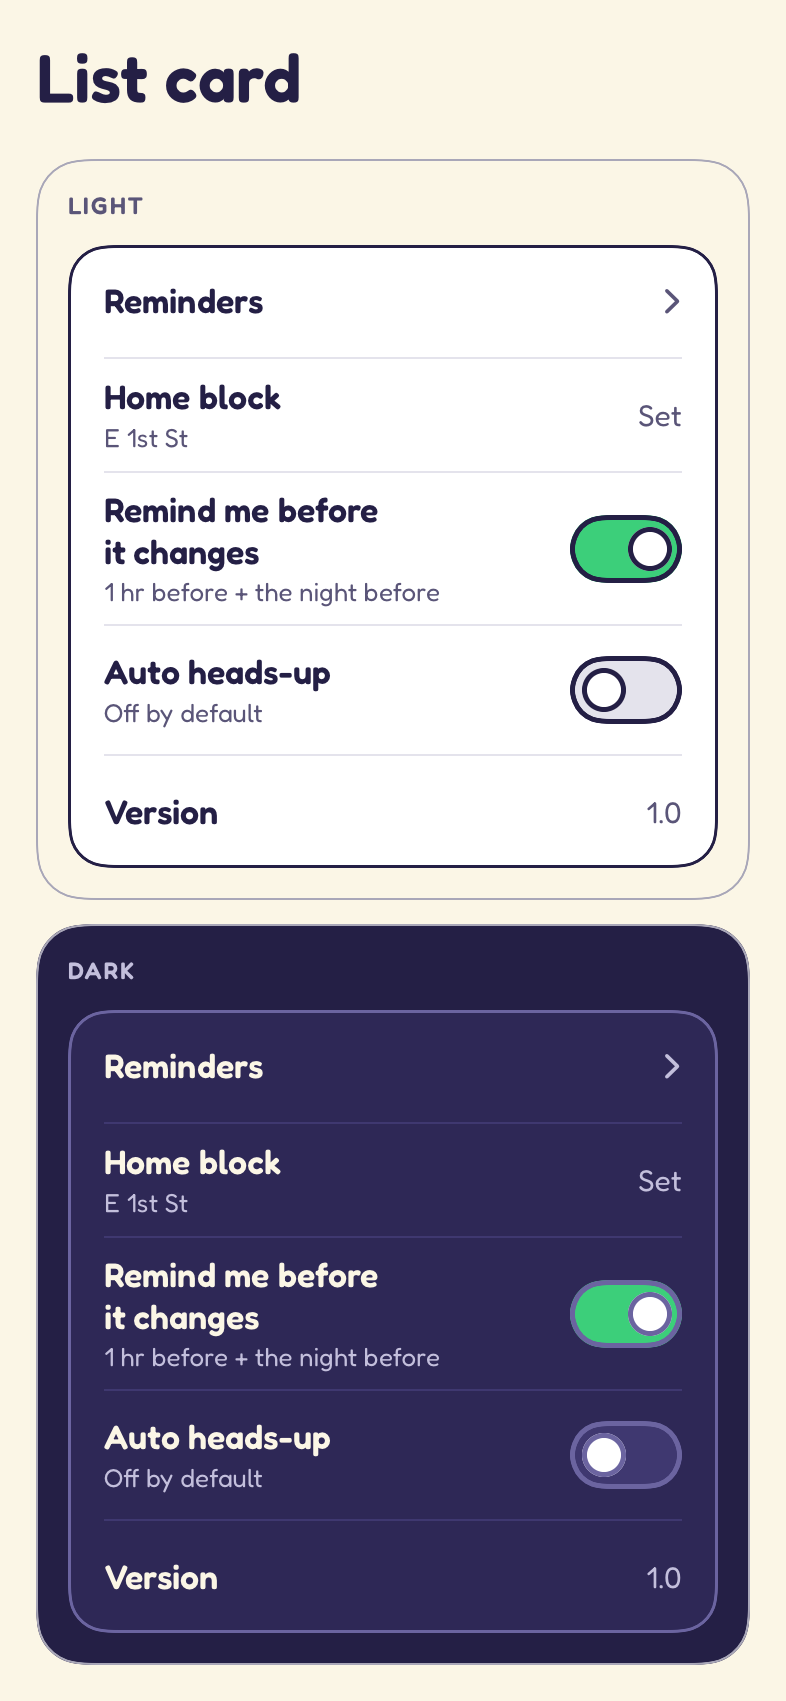 List card
LIGHT
Reminders
Home block
E 1st St
Set
Remind me before
it changes
1 hr before + the night before
Auto heads-up
Off by default
Version
1.0
DARK
Reminders
Home block
E 1st St
Set
Remind me before
it changes
1 hr before + the night before
Auto heads-up
Off by default
Version
1.0